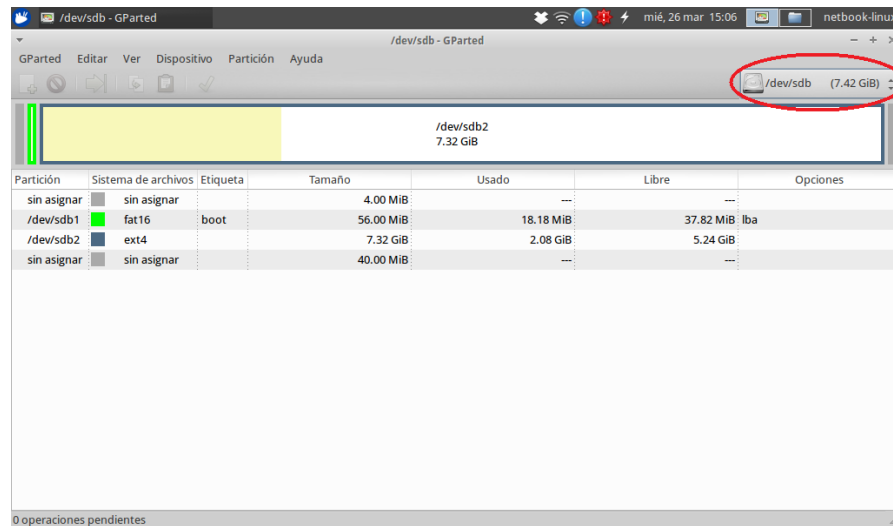 /dev/sdb - GParted mié, 26 mar 15:06 netbook-linux
/dev/sdb - GParted
GParted Editar Ver Dispositivo Partición Ayuda
/dev/sdb (7.42 GiB)
/dev/sdb2
7.32 GiB
Partición Sistema de archivos Etiqueta Tamaño Usado Libre Opciones
sin asignar sin asignar 4.00 MiB --- ---
/dev/sdb1 fat16 boot 56.00 MiB 18.18 MiB 37.82 MiB lba
/dev/sdb2 ext4 7.32 GiB 2.08 GiB 5.24 GiB
sin asignar sin asignar 40.00 MiB --- ---
0 operaciones pendientes